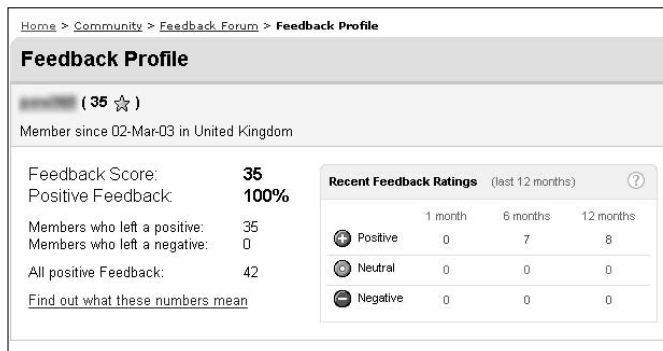 Home > Community > Feedback Forum > Feedback Profile
Feedback Profile
( 35 ☆ )
Member since 02-Mar-03 in United Kingdom
Feedback Score: 35
Positive Feedback: 100%
Members who left a positive: 35
Members who left a negative: 0
All positive Feedback: 42
Find out what these numbers mean
Recent Feedback Ratings (last 12 months) ?
1 month 6 months 12 months
Positive 0 7 8
Neutral 0 0 0
Negative 0 0 0